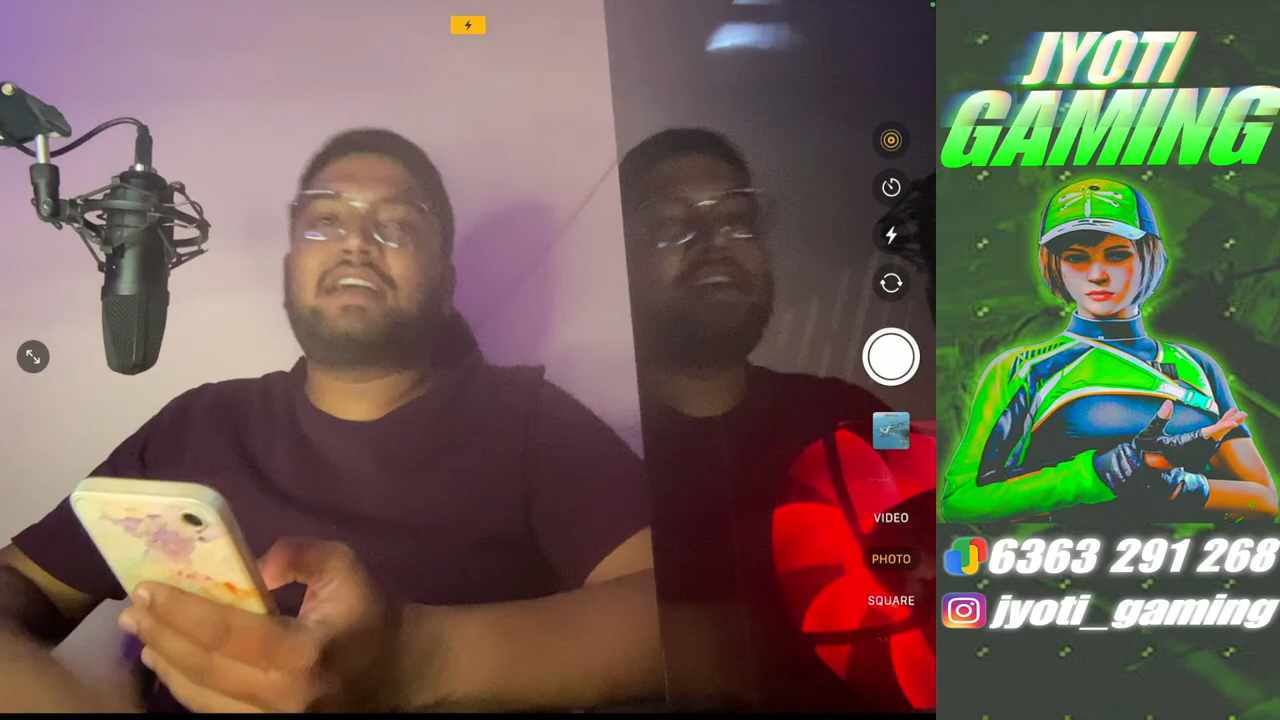 JYOTI
GAMING
VIDEO
PHOTO
SQUARE
6363 291 268
jyoti_gaming